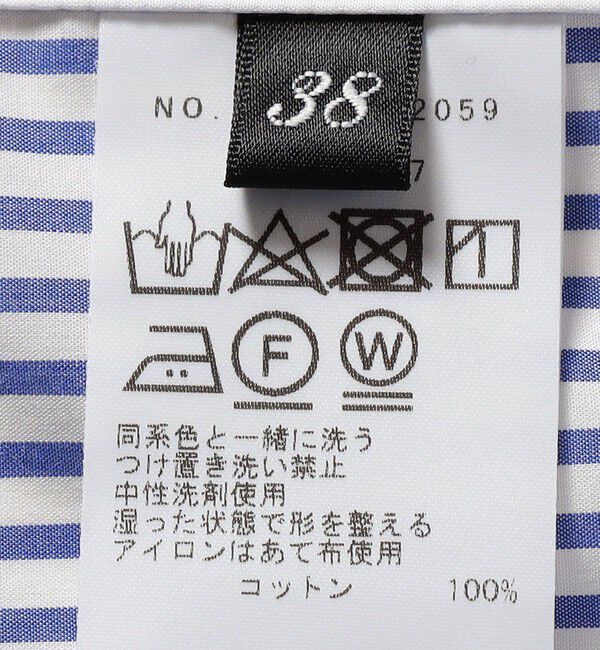 38
NO. 2059
7
F
W
同系色と一緒に洗う
つけ置き洗い禁止
中性洗剤使用
湿った状態で形を整える
アイロンはあて布使用
コットン 100%